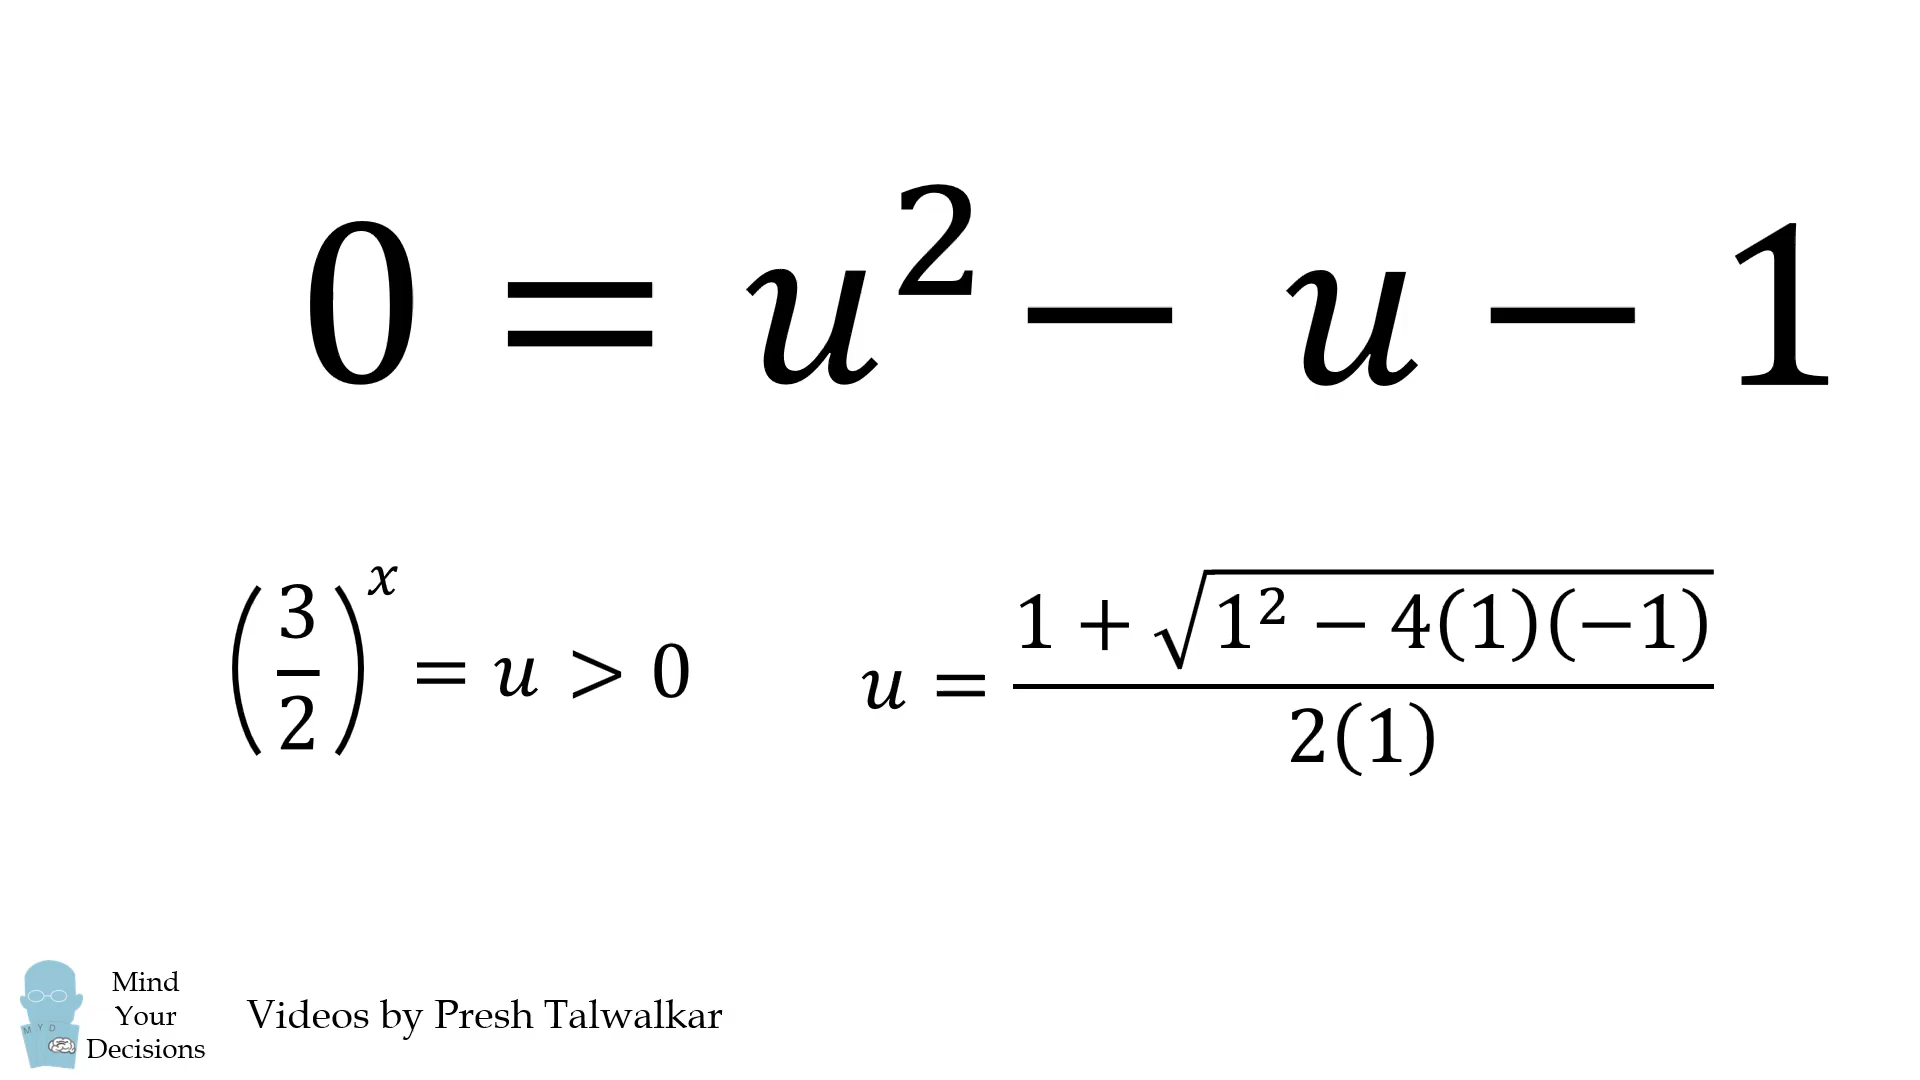 0 = u² − u − 1
(3/2)ˣ = u > 0
u = (1 + √(1² − 4(1)(−1)))/(2(1))
M Y D
Mind
Your
Decisions
Videos by Presh Talwalkar